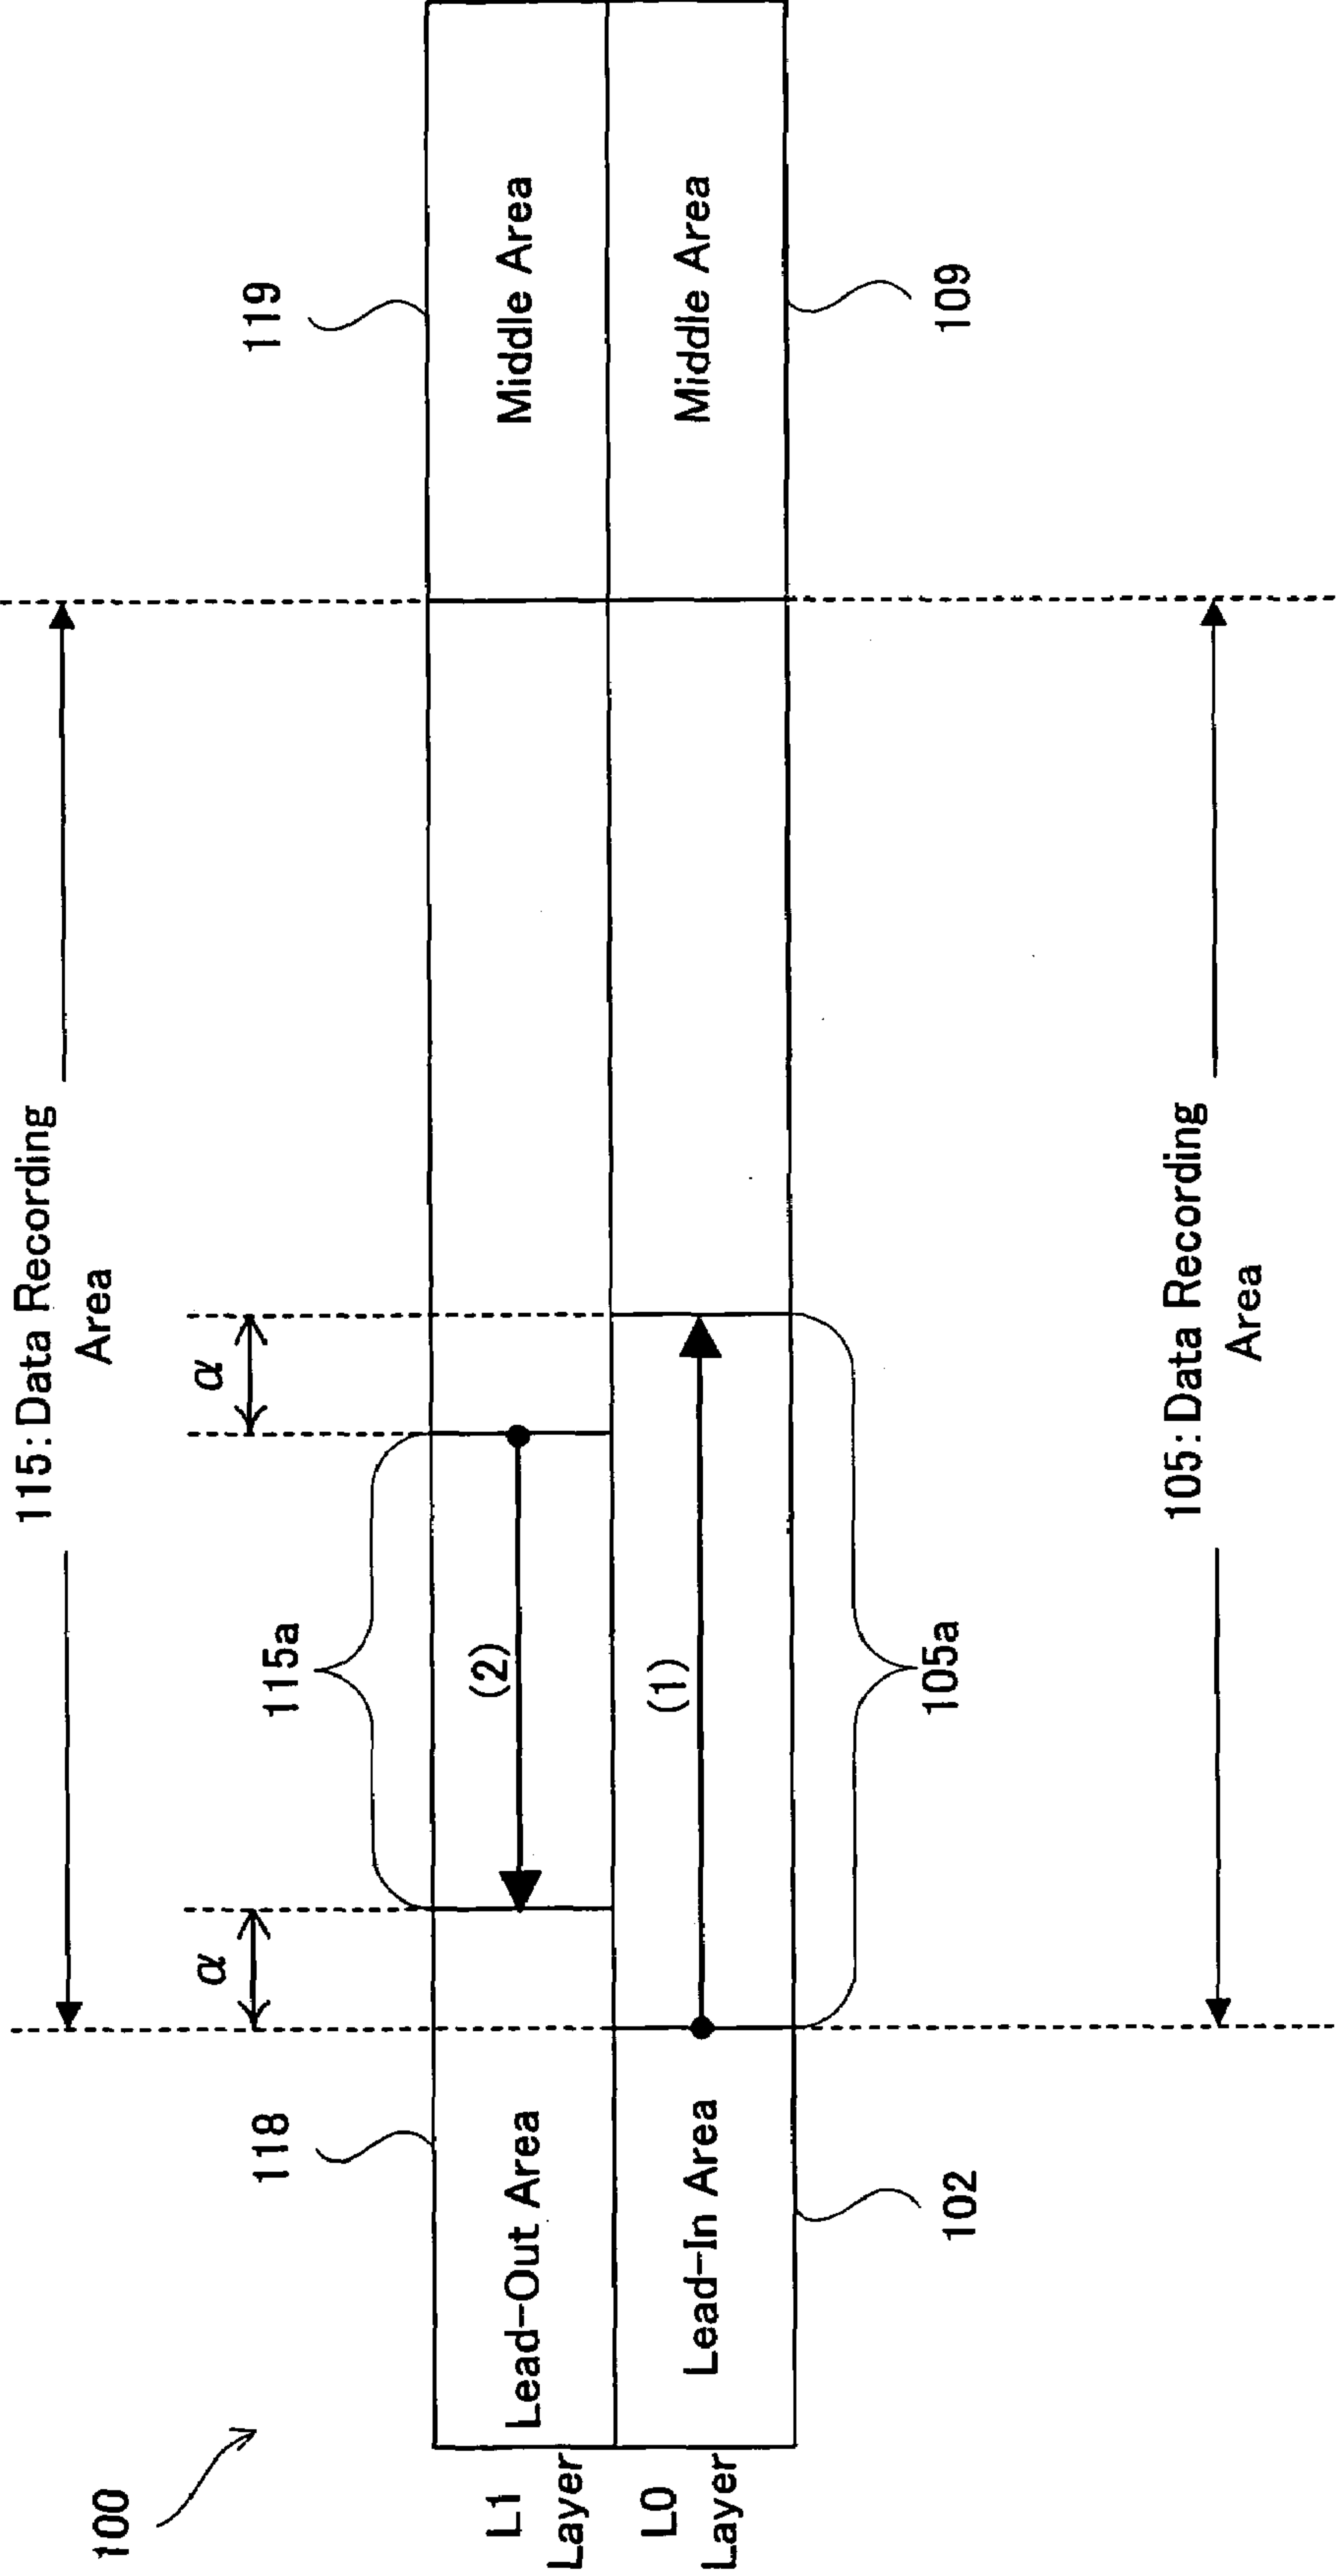 100
115:Data Recording
Area
α
α
118
115a
119
L1
Layer
Lead-Out Area
(2)
Middle Area
L0
Layer
Lead-In Area
(1)
Middle Area
102
105a
109
105:Data Recording
Area